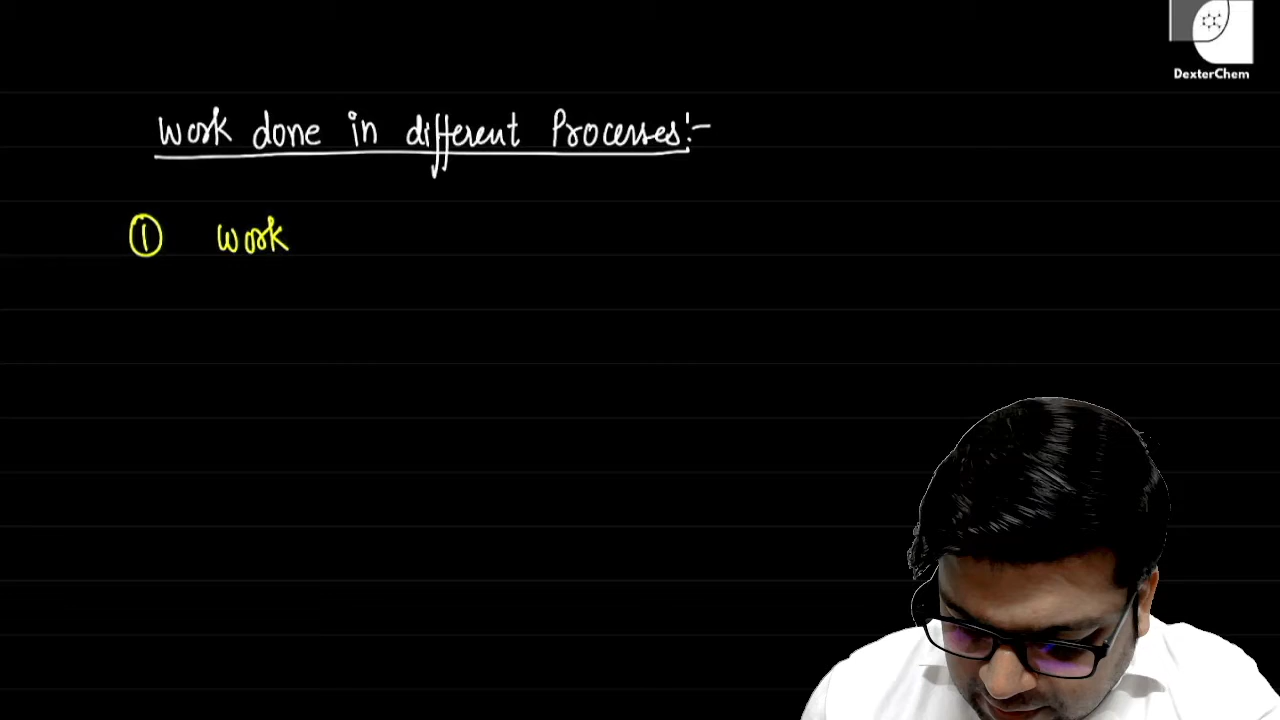 DexterChem
Work done in different Processes:-
① Work